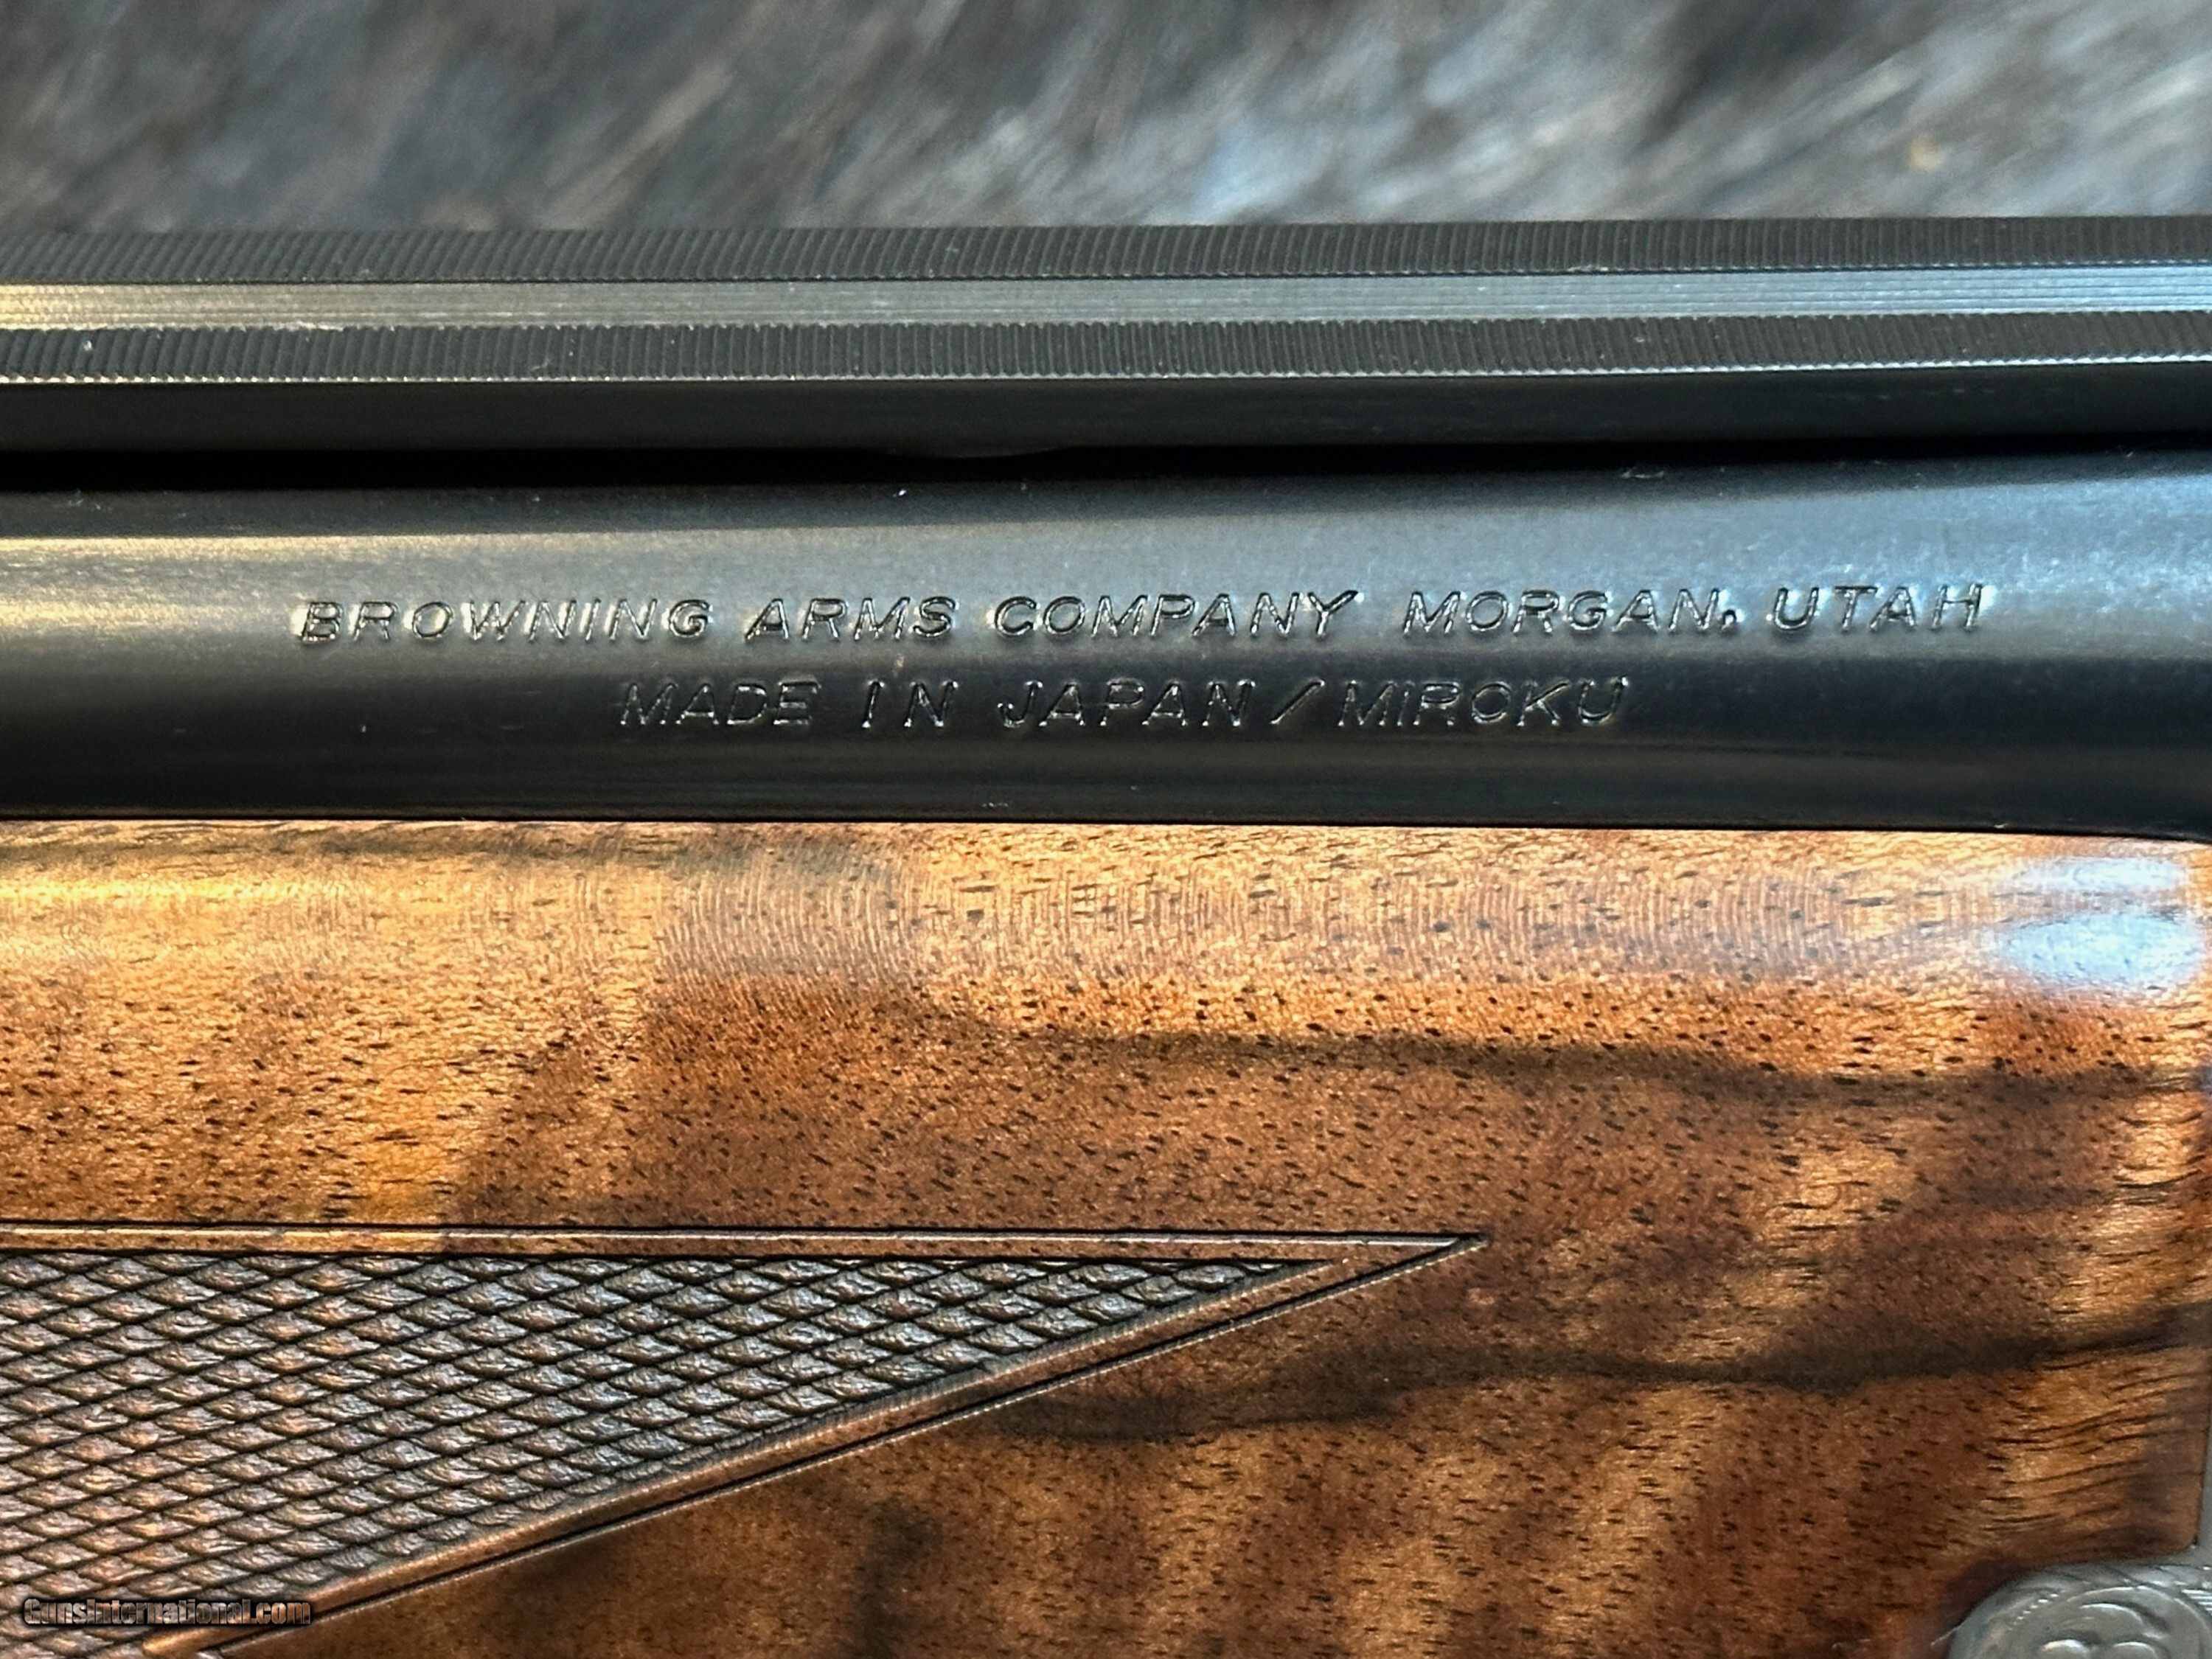 BROWNING ARMS COMPANY MORGAN, UTAH
MADE IN JAPAN/MIROKU
GunsInternational.com